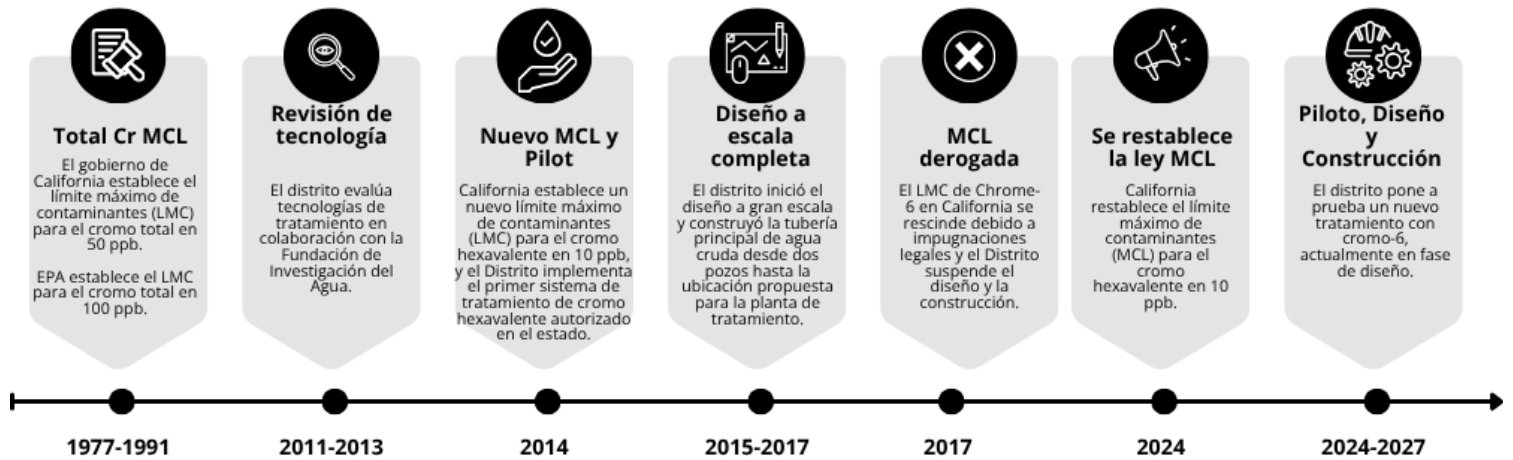 Total Cr MCL
El gobierno de
California establece el
límite máximo de
contaminantes (LMC)
para el cromo total en
50 ppb.
EPA establece el LMC
para el cromo total en
100 ppb.
1977-1991
Revisión de
tecnología
El distrito evalúa
tecnologías de
tratamiento en
colaboración con la
Fundación de
Investigación del
Agua.
2011-2013
Nuevo MCL y
Pilot
California establece un
nuevo límite máximo
de contaminantes
(LMC) para el cromo
hexavalente en 10 ppb,
y el Distrito implementa
el primer sistema de
tratamiento de cromo
hexavalente autorizado
en el estado.
2014
Diseño a
escala
completa
El distrito inició el
diseño a gran escala
y construyó la tubería
principal de agua
cruda desde dos
pozos hasta la
ubicación propuesta
para la planta de
tratamiento.
2015-2017
MCL
derogada
El LMC de Chrome-
6 en California se
rescinde debido a
impugnaciones
legales y el Distrito
suspende el
diseño y la
construcción.
2017
Se restablece
la ley MCL
California
restablece el límite
máximo de
contaminantes
(MCL) para el
cromo
hexavalente en 10
ppb.
2024
Piloto, Diseño
y
Construcción
El distrito pone a
prueba un nuevo
tratamiento con
cromo-6,
actualmente en fase
de diseño.
2024-2027